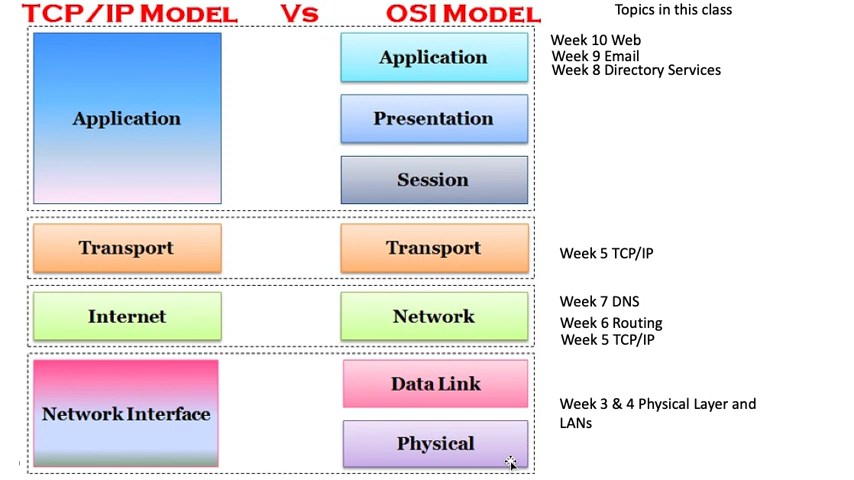 TCP/IP MODEL Vs OSI MODEL Topics in this class
Application
Application
Presentation
Session
Week 10 Web
Week 9 Email
Week 8 Directory Services
Transport
Transport
Week 5 TCP/IP
Internet
Network
Week 7 DNS
Week 6 Routing
Week 5 TCP/IP
Network Interface
Data Link
Physical
Week 3 & 4 Physical Layer and
LANs